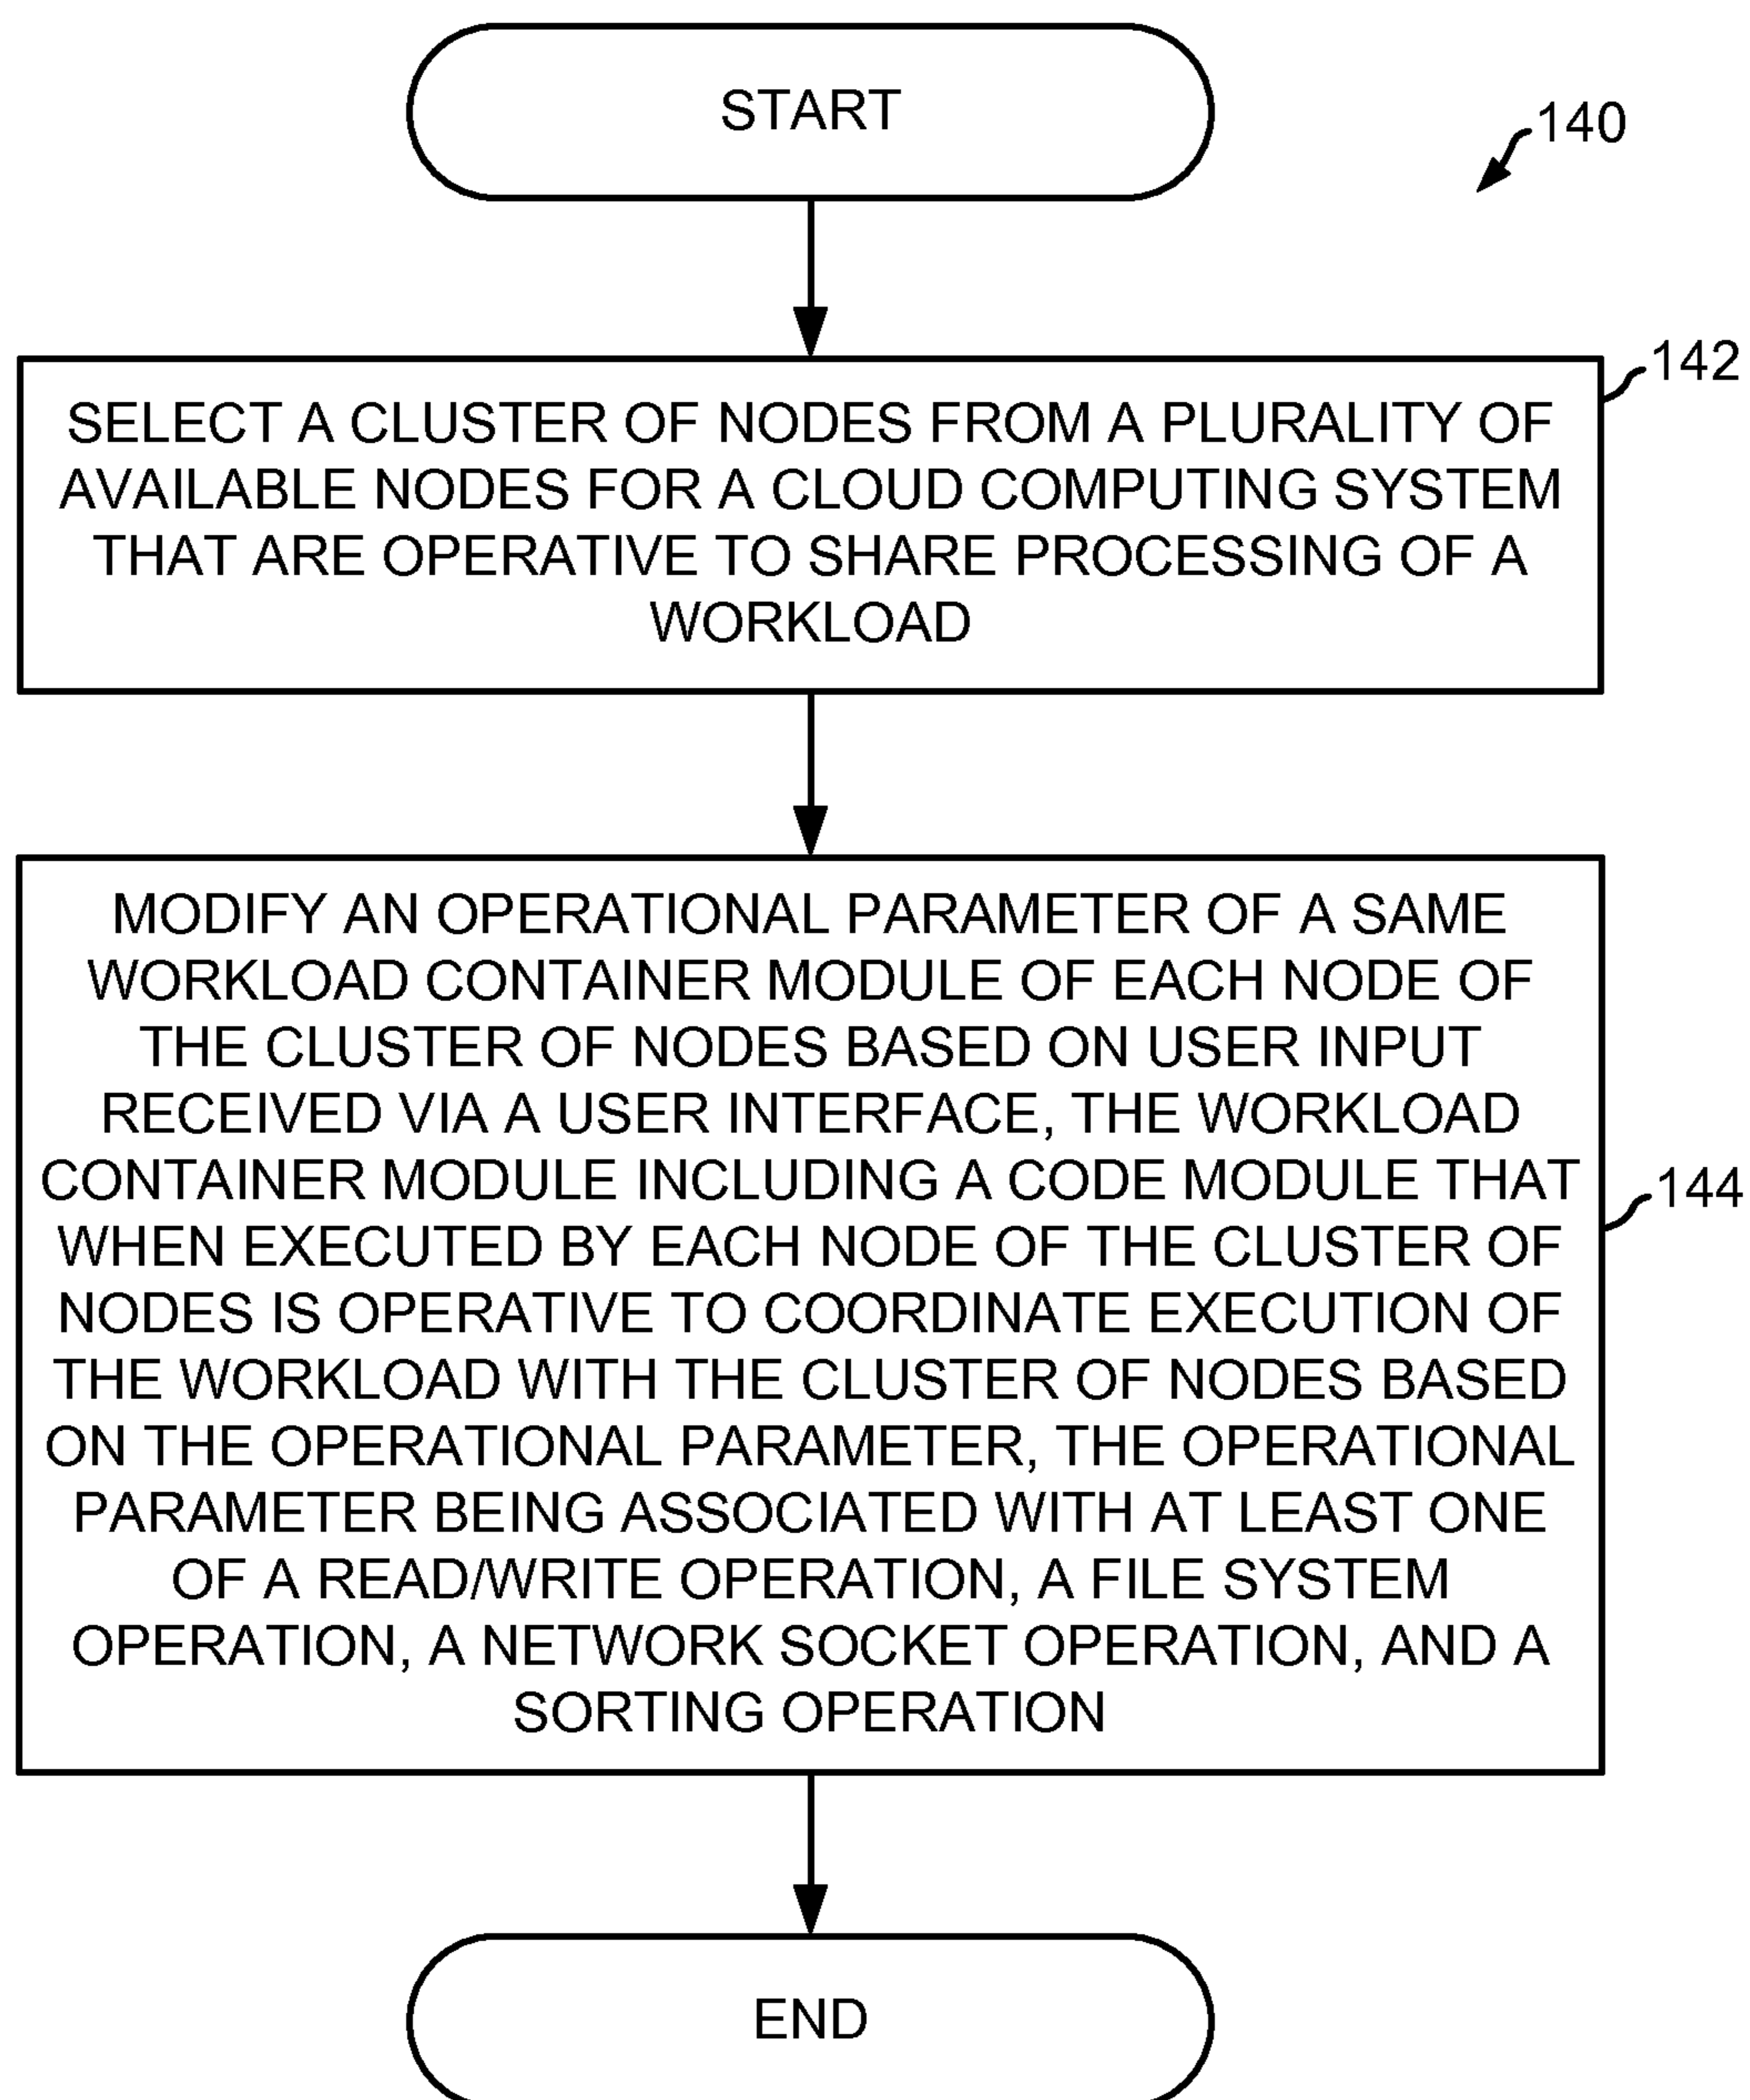 START
140
142
SELECT A CLUSTER OF NODES FROM A PLURALITY OF
AVAILABLE NODES FOR A CLOUD COMPUTING SYSTEM
THAT ARE OPERATIVE TO SHARE PROCESSING OF A
WORKLOAD
MODIFY AN OPERATIONAL PARAMETER OF A SAME
WORKLOAD CONTAINER MODULE OF EACH NODE OF
THE CLUSTER OF NODES BASED ON USER INPUT
RECEIVED VIA A USER INTERFACE, THE WORKLOAD
CONTAINER MODULE INCLUDING A CODE MODULE THAT
144
WHEN EXECUTED BY EACH NODE OF THE CLUSTER OF
NODES IS OPERATIVE TO COORDINATE EXECUTION OF
THE WORKLOAD WITH THE CLUSTER OF NODES BASED
ON THE OPERATIONAL PARAMETER, THE OPERATIONAL
PARAMETER BEING ASSOCIATED WITH AT LEAST ONE
OF A READ/WRITE OPERATION, A FILE SYSTEM
OPERATION, A NETWORK SOCKET OPERATION, AND A
SORTING OPERATION
END